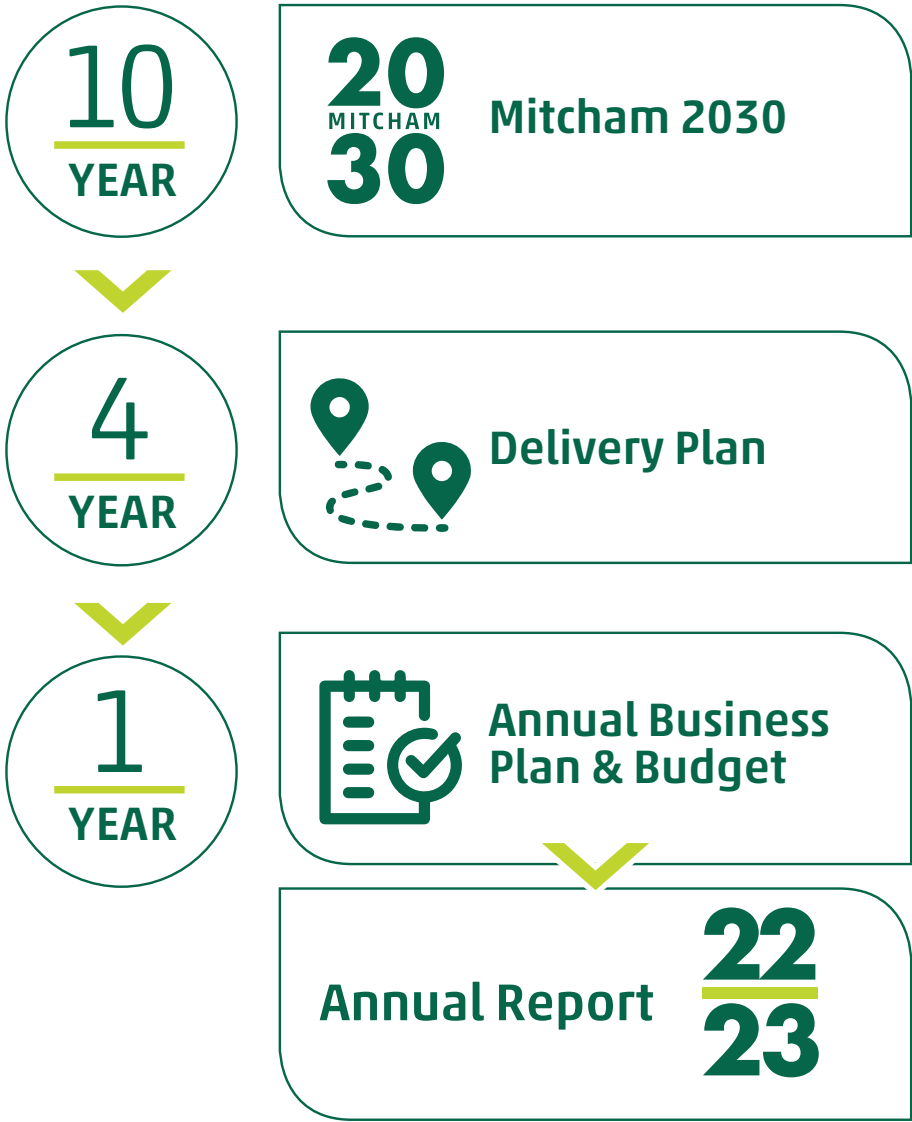 10
YEAR
20
MITCHAM
30
Mitcham 2030
4
YEAR
Delivery Plan
1
YEAR
Annual Business
Plan & Budget
Annual Report
22
23